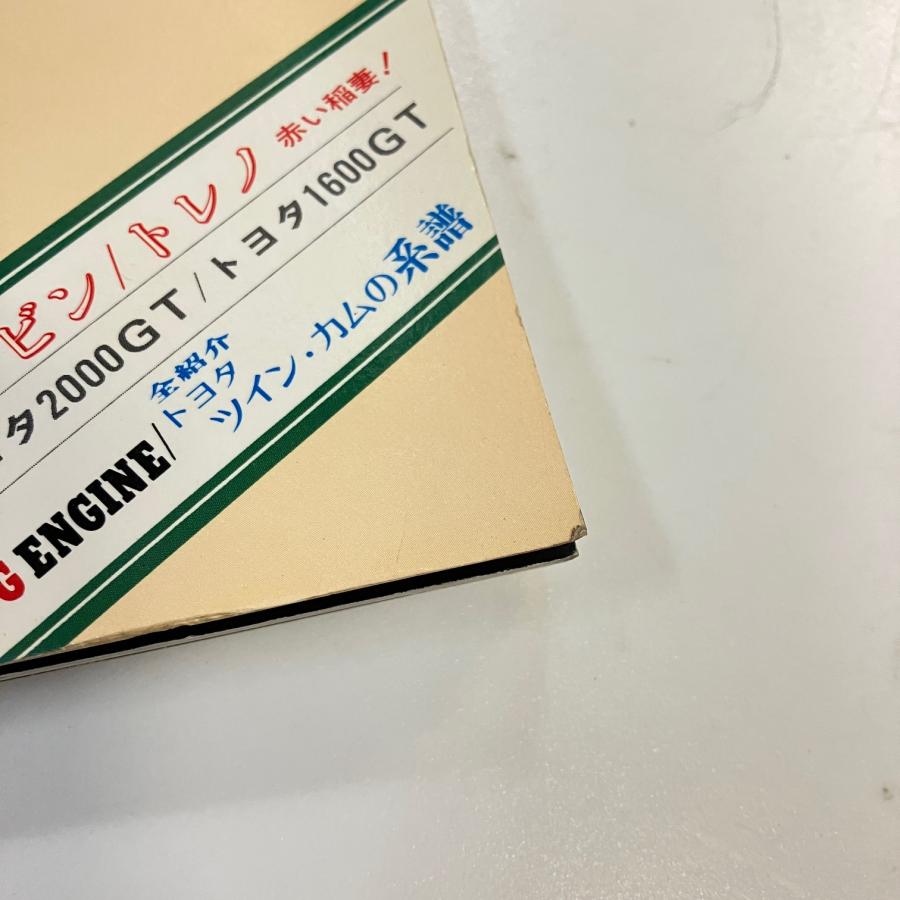 ビン/トレノ 赤い稲妻!
タ2000GT/トヨタ1600GT
G ENGINE/ 全紹介
トヨタ
ツイン・カムの系譜